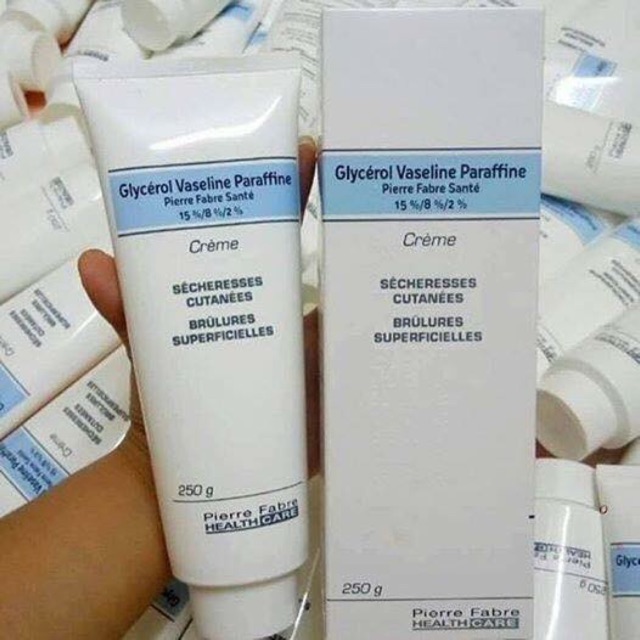 Glycérol Vaseline Paraffine
Pierre Fabre Santé
15 %/8 %/2 %
Crème
SÉCHERESSES
CUTANÉES
BRÛLURES
SUPERFICIELLES
250 g
Pierre Fabre
HEALTH CARE
Glycérol Vaseline Paraffine
Pierre Fabre Santé
15 %/8 %/2 %
Crème
SÉCHERESSES
CUTANÉES
BRÛLURES
SUPERFICIELLES
250 g
Pierre Fabre
HEALTH CARE